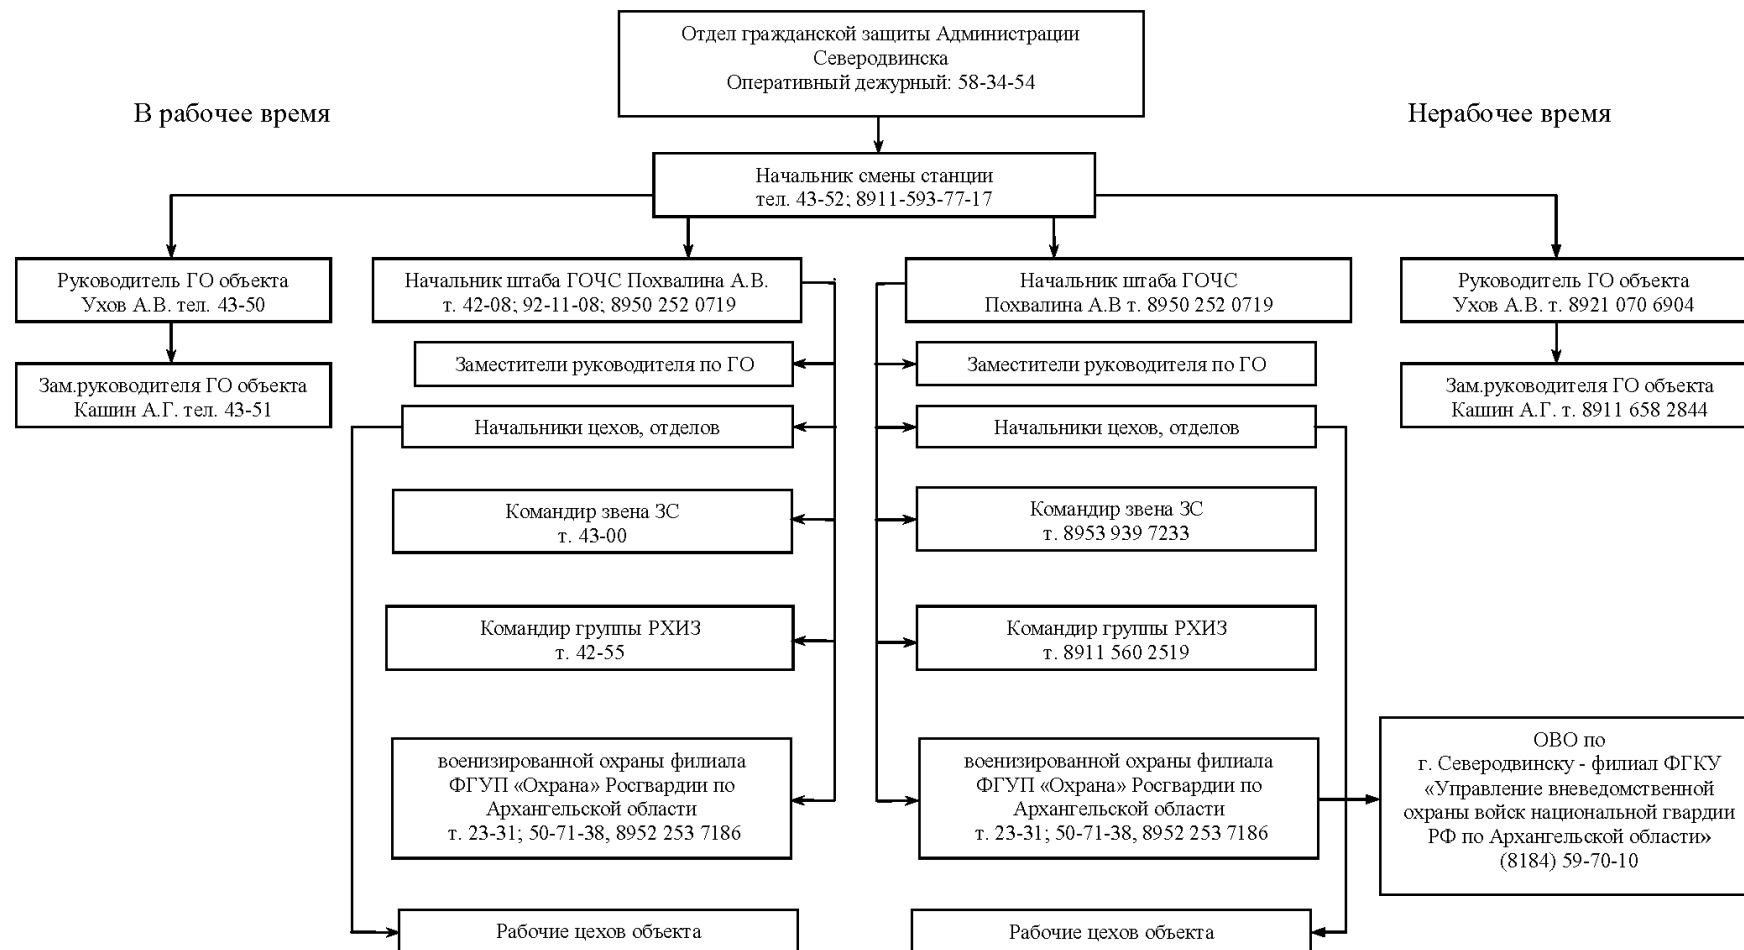 Отдел гражданской защиты Администрации
Северодвинска
Оперативный дежурный: 58-34-54
В рабочее время
Нерабочее время
Начальник смены станции
тел. 43-52; 8911-593-77-17
Руководитель ГО объекта
Ухов А.В. тел. 43-50
Начальник штаба ГОЧС Похвалина А.В.
т. 42-08; 92-11-08; 8950 252 0719
Начальник штаба ГОЧС
Похвалина А.В т. 8950 252 0719
Руководитель ГО объекта
Ухов А.В. т. 8921 070 6904
Зам.руководителя ГО объекта
Кашин А.Г. тел. 43-51
Заместители руководителя по ГО
Заместители руководителя по ГО
Зам.руководителя ГО объекта
Кашин А.Г. т. 8911 658 2844
Начальники цехов, отделов
Начальники цехов, отделов
Командир звена ЗС
т. 43-00
Командир звена ЗС
т. 8953 939 7233
Командир группы РХИЗ
т. 42-55
Командир группы РХИЗ
т. 8911 560 2519
военизированной охраны филиала
ФГУП «Охрана» Росгвардии по
Архангельской области
т. 23-31; 50-71-38, 8952 253 7186
военизированной охраны филиала
ФГУП «Охрана» Росгвардии по
Архангельской области
т. 23-31; 50-71-38, 8952 253 7186
ОВО по
г. Северодвинску - филиал ФГКУ
«Управление вневедомственной
охраны войск национальной гвардии
РФ по Архангельской области»
(8184) 59-70-10
Рабочие цехов объекта
Рабочие цехов объекта